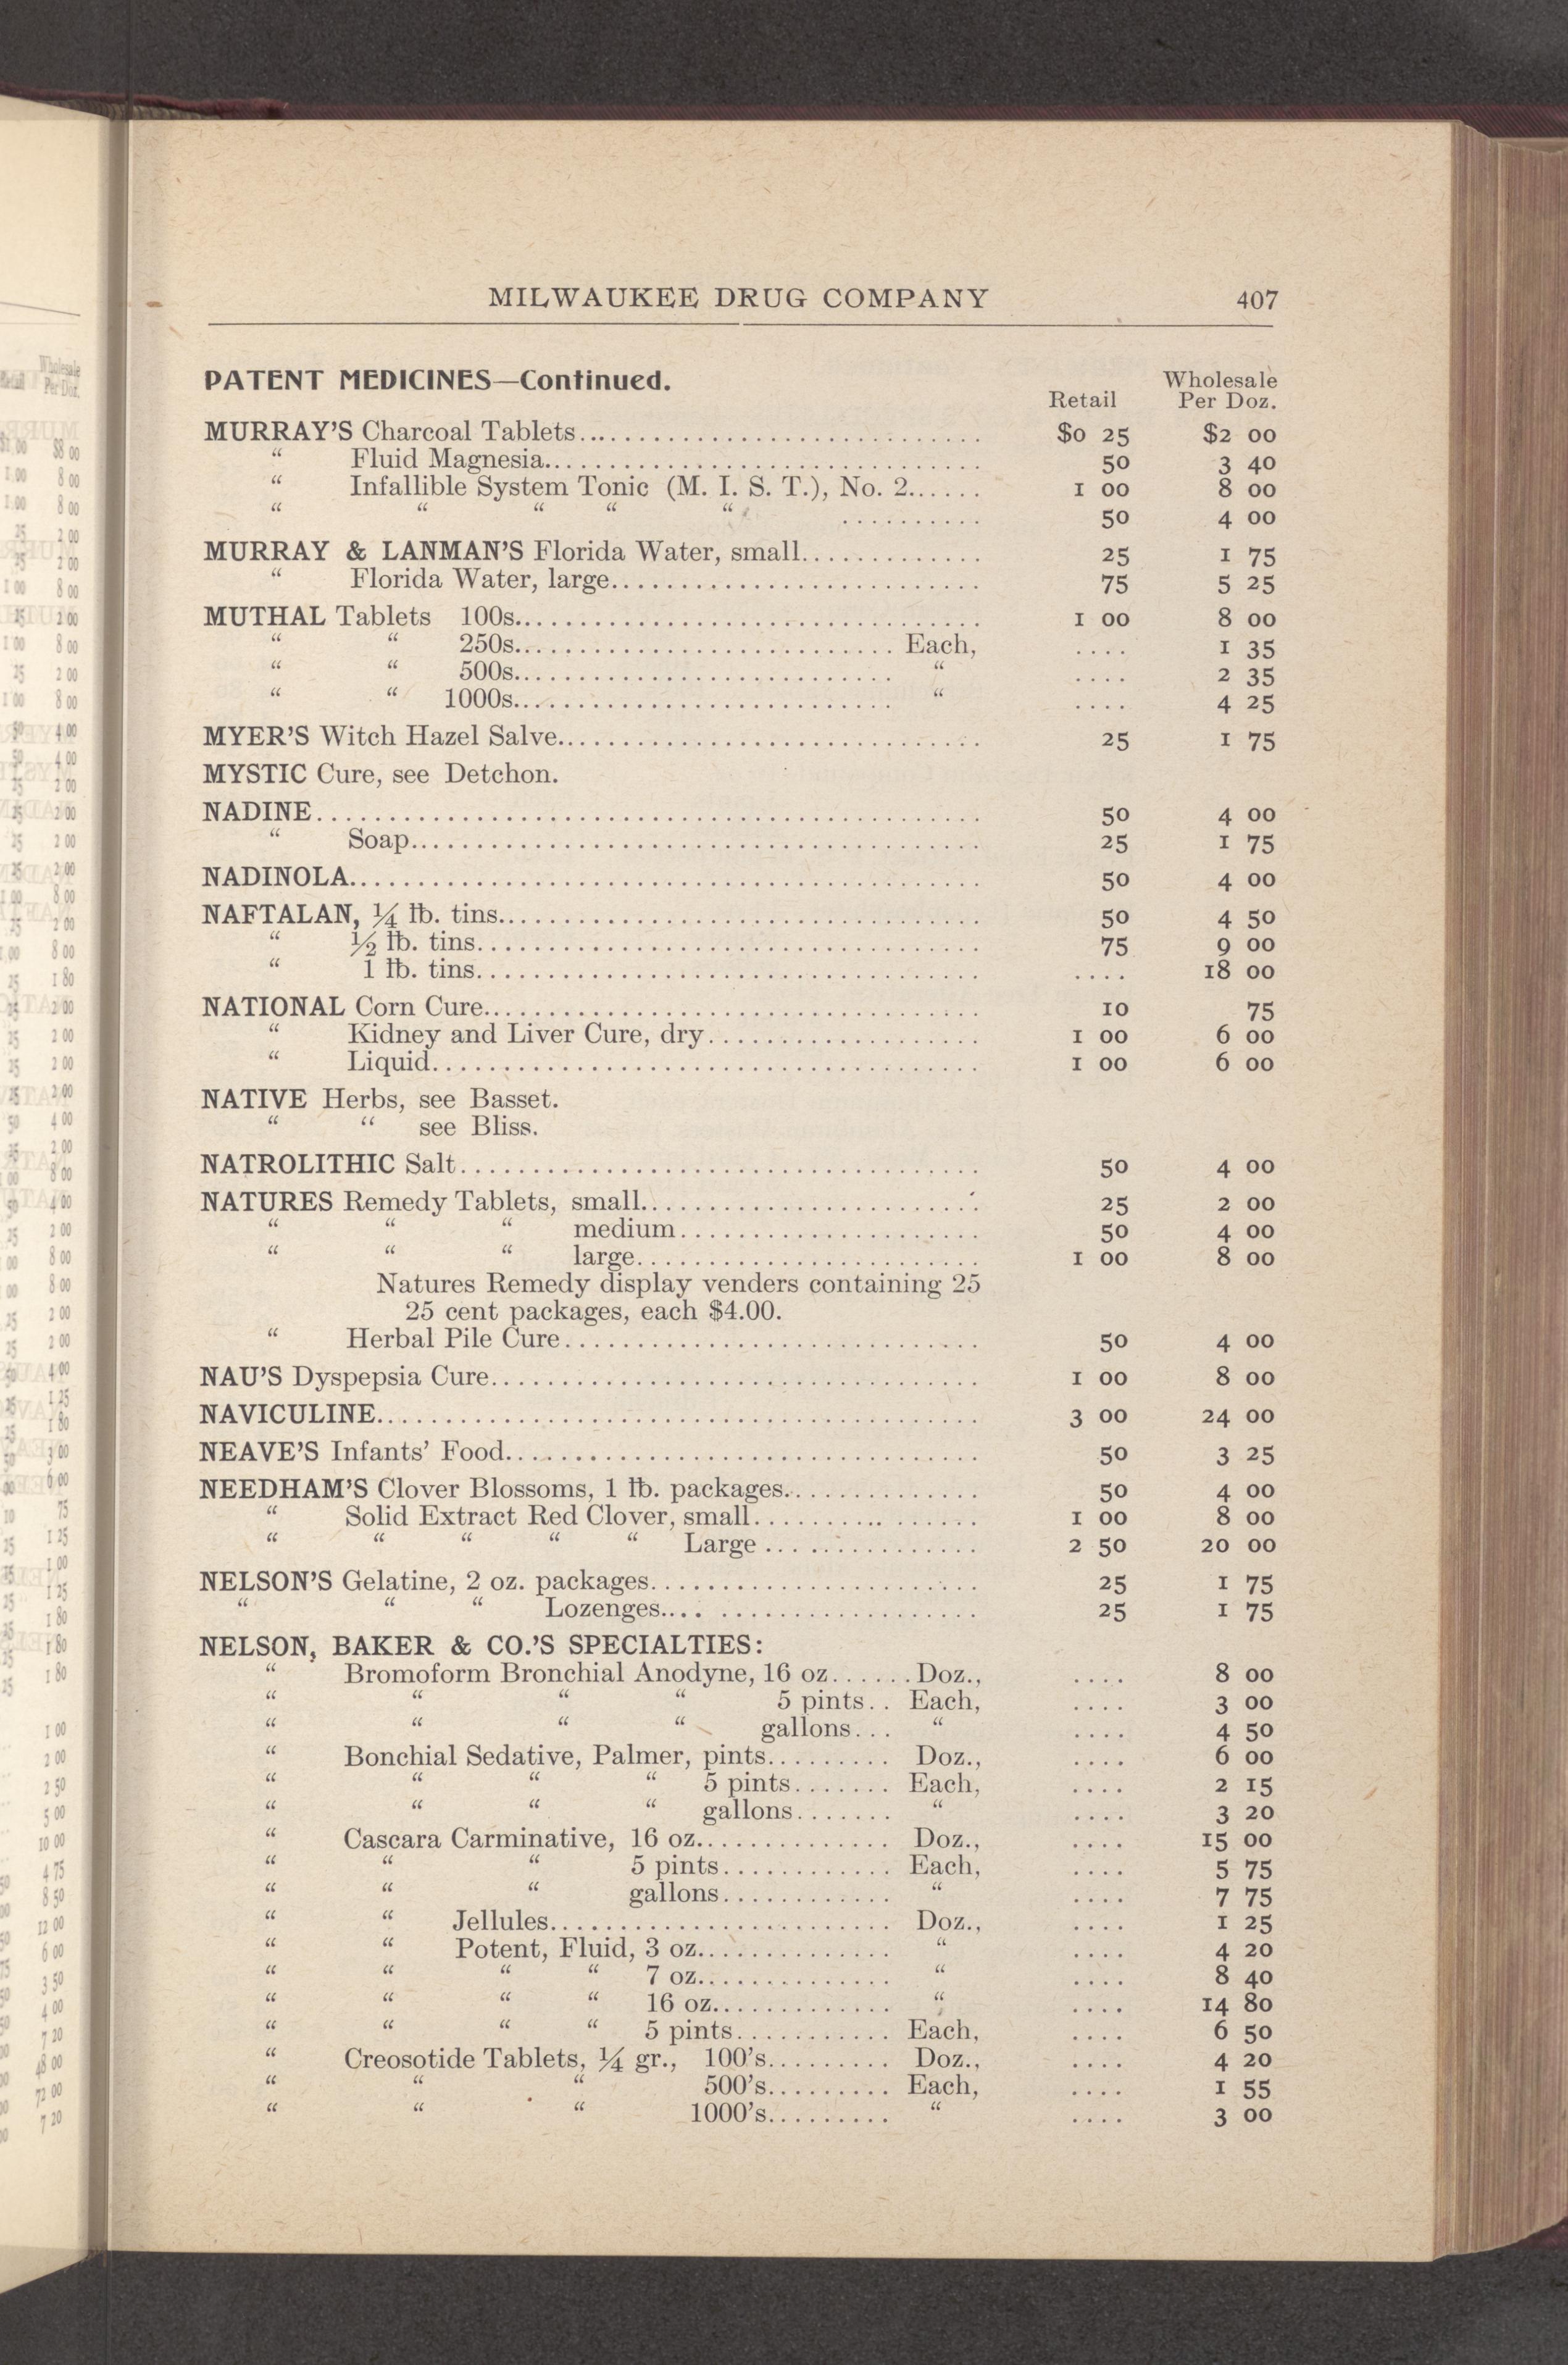 MILWAUKEE DRUG COMPANY 407
PATENT MEDICINES—Continued.
Wholesale
Retail Per Doz.
MURRAY'S Charcoal Tablets.... $0 25 $2 00
" Fluid Magnesia.... 50 3 40
" Infallible System Tonic (M. I. S. T.), No. 2.... 1 00 8 00
" " " " " .... 50 4 00
MURRAY & LANMAN'S Florida Water, small.... 25 1 75
" Florida Water, large.... 75 5 25
MUTHAL Tablets 100s.... 1 00 8 00
" " 250s.... Each, .... 1 35
" " 500s.... " .... 2 35
" " 1000s.... " .... 4 25
MYER'S Witch Hazel Salve.... 25 1 75
MYSTIC Cure, see Detchon.
NADINE.... 50 4 00
" Soap.... 25 1 75
NADINOLA.... 50 4 00
NAFTALAN, ¼ lb. tins.... 50 4 50
" ½ lb. tins.... 75 9 00
" 1 lb. tins.... .... 18 00
NATIONAL Corn Cure.... 10 75
" Kidney and Liver Cure, dry.... 1 00 6 00
" Liquid.... 1 00 6 00
NATIVE Herbs, see Basset.
" " see Bliss.
NATROLITHIC Salt.... 50 4 00
NATURES Remedy Tablets, small.... 25 2 00
" " " medium.... 50 4 00
" " " large.... 1 00 8 00
Natures Remedy display venders containing 25
25 cent packages, each $4.00.
" Herbal Pile Cure.... 50 4 00
NAU'S Dyspepsia Cure.... 1 00 8 00
NAVICULINE.... 3 00 24 00
NEAVE'S Infants' Food.... 50 3 25
NEEDHAM'S Clover Blossoms, 1 lb. packages.... 50 4 00
" Solid Extract Red Clover, small.... 1 00 8 00
" " " " " Large .... 2 50 20 00
NELSON'S Gelatine, 2 oz. packages.... 25 1 75
" " " Lozenges.... 25 1 75
NELSON, BAKER & CO.'S SPECIALTIES:
" Bromoform Bronchial Anodyne, 16 oz.... Doz., .... 8 00
" " " " 5 pints.. Each, .... 3 00
" " " " gallons... " .... 4 50
" Bonchial Sedative, Palmer, pints.... Doz., .... 6 00
" " " " 5 pints.... Each, .... 2 15
" " " " gallons.... " .... 3 20
" Cascara Carminative, 16 oz.... Doz., .... 15 00
" " " 5 pints.... Each, .... 5 75
" " " gallons.... " .... 7 75
" " Jellules.... Doz., .... 1 25
" " Potent, Fluid, 3 oz.... " .... 4 20
" " " " 7 oz.... " .... 8 40
" " " " 16 oz.... " .... 14 80
" " " " 5 pints.... Each, .... 6 50
" Creosotide Tablets, ¼ gr., 100's.... Doz., .... 4 20
" " " 500's.... Each, .... 1 55
" " " 1000's.... " .... 3 00